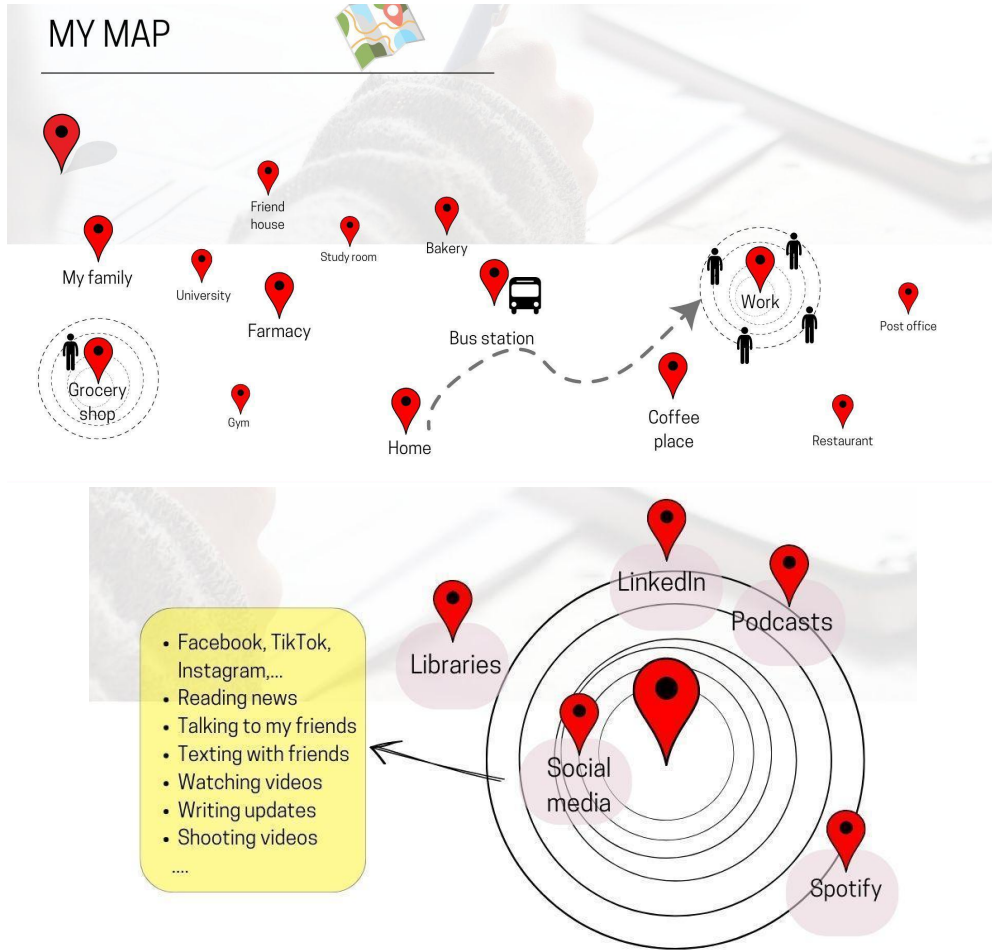 MY MAP
Friend
house
Study room
Bakery
My family
University
Farmacy
Bus station
Work
Post office
Grocery
shop
Gym
Home
Coffee
place
Restaurant
LinkedIn
Podcasts
Libraries
Social
media
Spotify
• Facebook, TikTok,
Instagram,...
• Reading news
• Talking to my friends
• Texting with friends
• Watching videos
• Writing updates
• Shooting videos
....